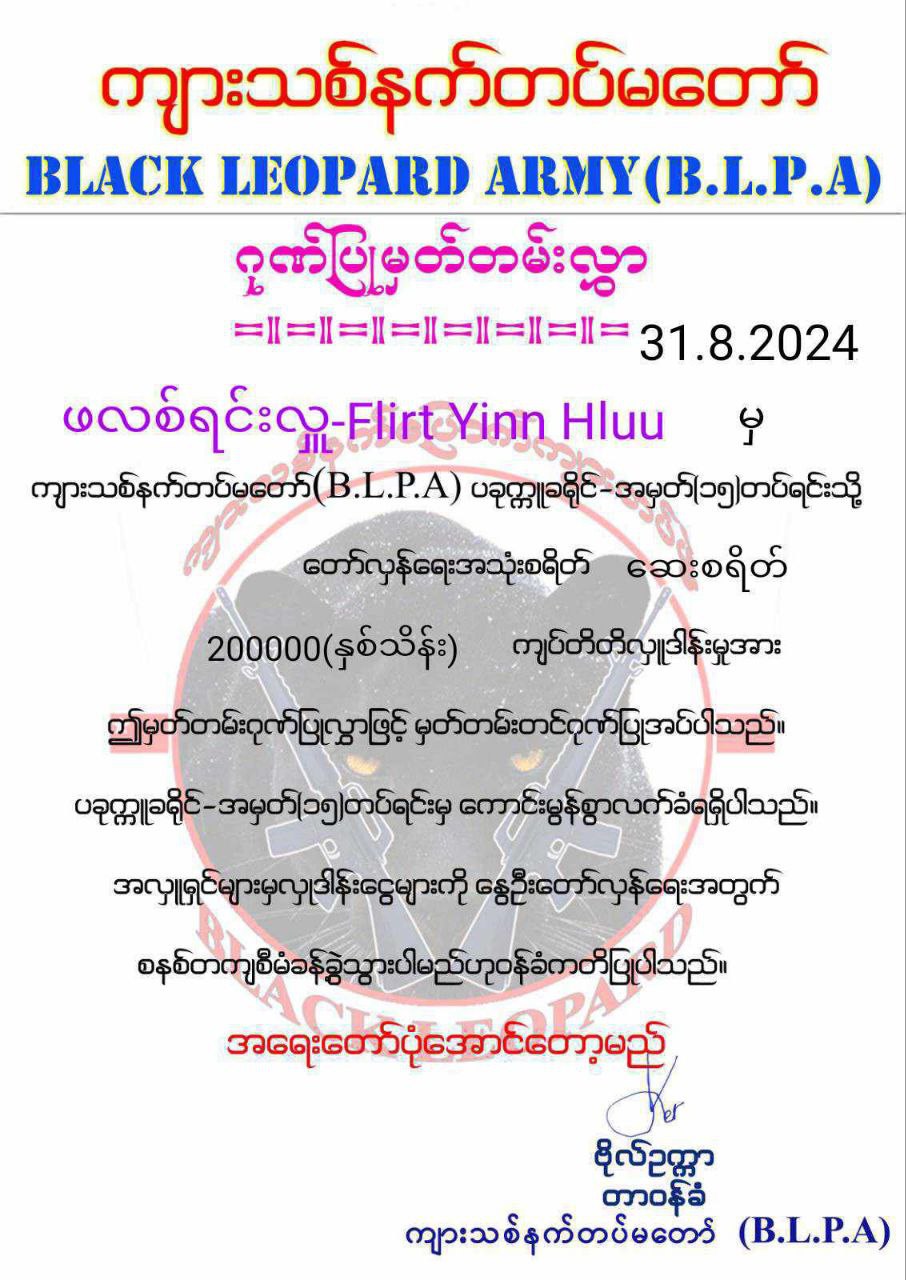 ကျားသစ်နက်တပ်မတော်
BLACK LEOPARD ARMY(B.L.P.A)
ဂုဏ်ပြုမှတ်တမ်းလွှာ
=॥=॥=॥=॥=॥=॥=॥= 31.8.2024
ဖလစ်ရင်းလှူ-Flirt Yinn Hluu မှ
ကျားသစ်နက်တပ်မတော်(B.L.P.A) ပခုက္ကူခရိုင်-အမှတ်(၁၅)တပ်ရင်းသို့
တော်လှန်ရေးအသုံးစရိတ် ဆေးစရိတ်
200000(နှစ်သိန်း) ကျပ်တိတိလှူဒါန်းမှုအား
ဤမှတ်တမ်းဂုဏ်ပြုလွှာဖြင့် မှတ်တမ်းတင်ဂုဏ်ပြုအပ်ပါသည်။
ပခုက္ကူခရိုင်-အမှတ်(၁၅)တပ်ရင်းမှ ကောင်းမွန်စွာလက်ခံရရှိပါသည်။
အလှူရှင်များမှလှုဒါန်းငွေများကို နွေဦးတော်လှန်ရေးအတွက်
စနစ်တကျစီမံခန့်ခွဲသွားပါမည်ဟုဝန်ခံကတိပြုပါသည်။
BLACK LEOPARD
အရေးတော်ပုံအောင်တော့မည်
ဗိုလ်ဥက္ကာ
တာဝန်ခံ
ကျားသစ်နက်တပ်မတော် (B.L.P.A)